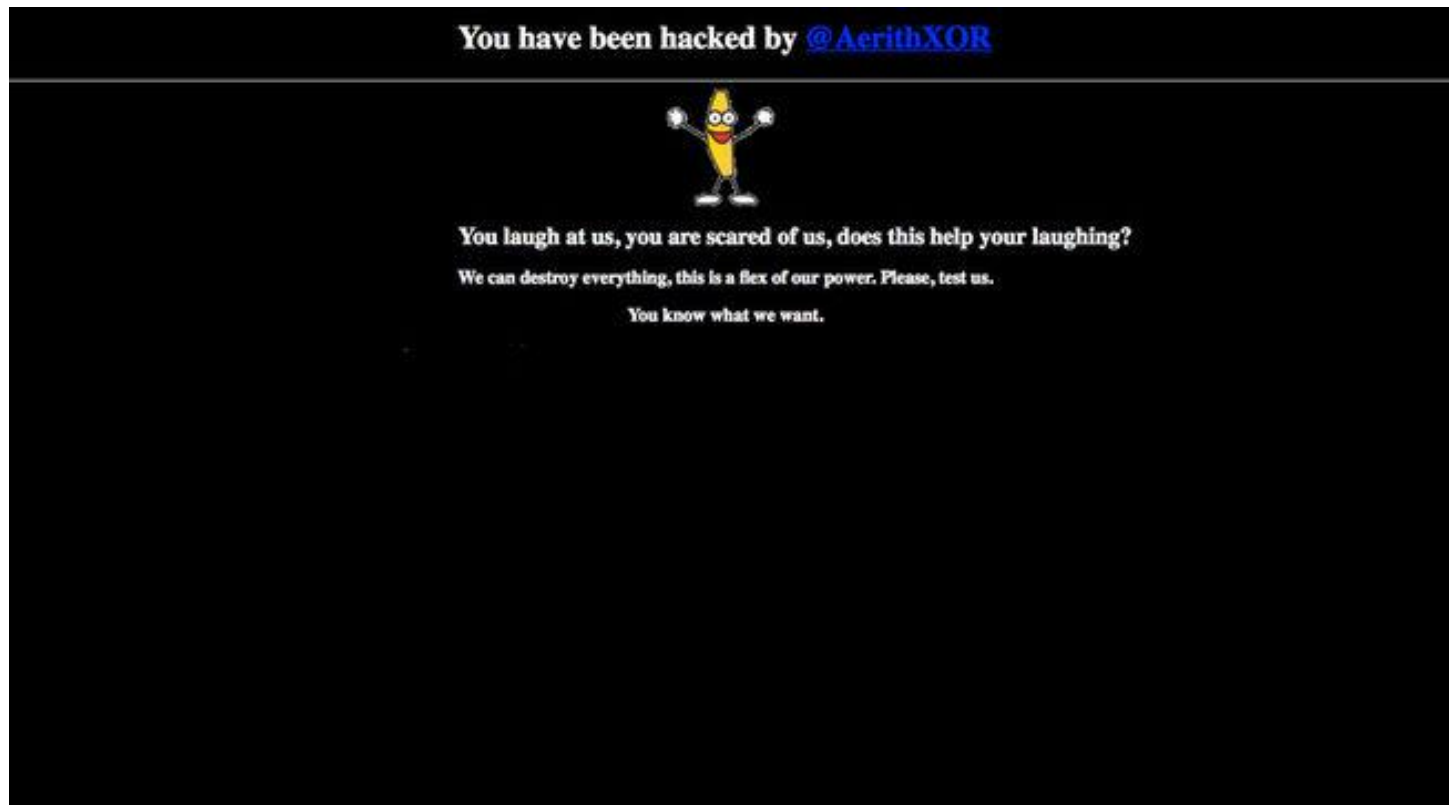 You have been hacked by @AerithXOR
You laugh at us, you are scared of us, does this help your laughing?
We can destroy everything, this is a flex of our power. Please, test us.
You know what we want.